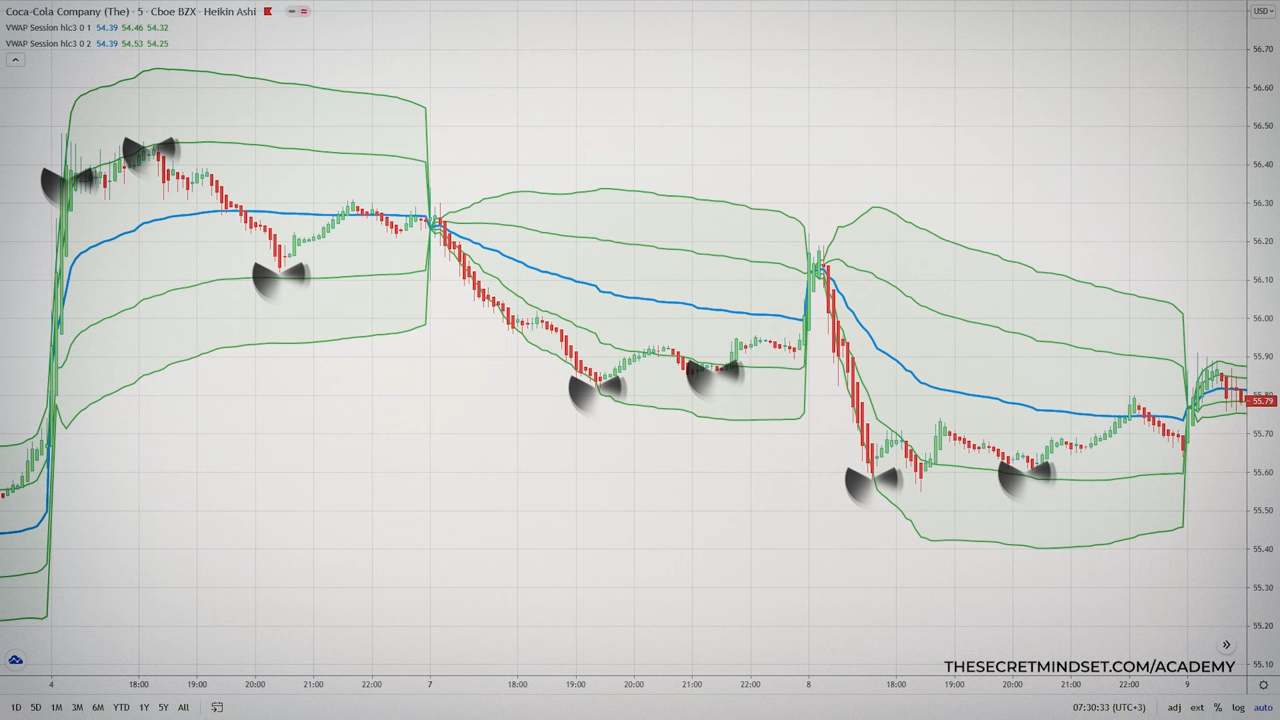 Coca-Cola Company (The) · 5 · Cboe BZX · Heikin Ashi
USD
VWAP Session hlc3 0 1 54.39 54.46 54.32
VWAP Session hlc3 0 2 54.39 54.53 54.25
56.70
56.60
56.50
56.40
56.30
56.20
56.10
56.00
55.90
55.79
55.70
55.60
55.50
55.40
55.30
55.20
55.10
THESECRETMINDSET.COM/ACADEMY
4 18:00 19:00 20:00 21:00 22:00 7 18:00 19:00 20:00 21:00 22:00 8 18:00 19:00 20:00 21:00 22:00 9
1D 5D 1M 3M 6M YTD 1Y 5Y All 07:30:33 (UTC+3) adj ext % log auto